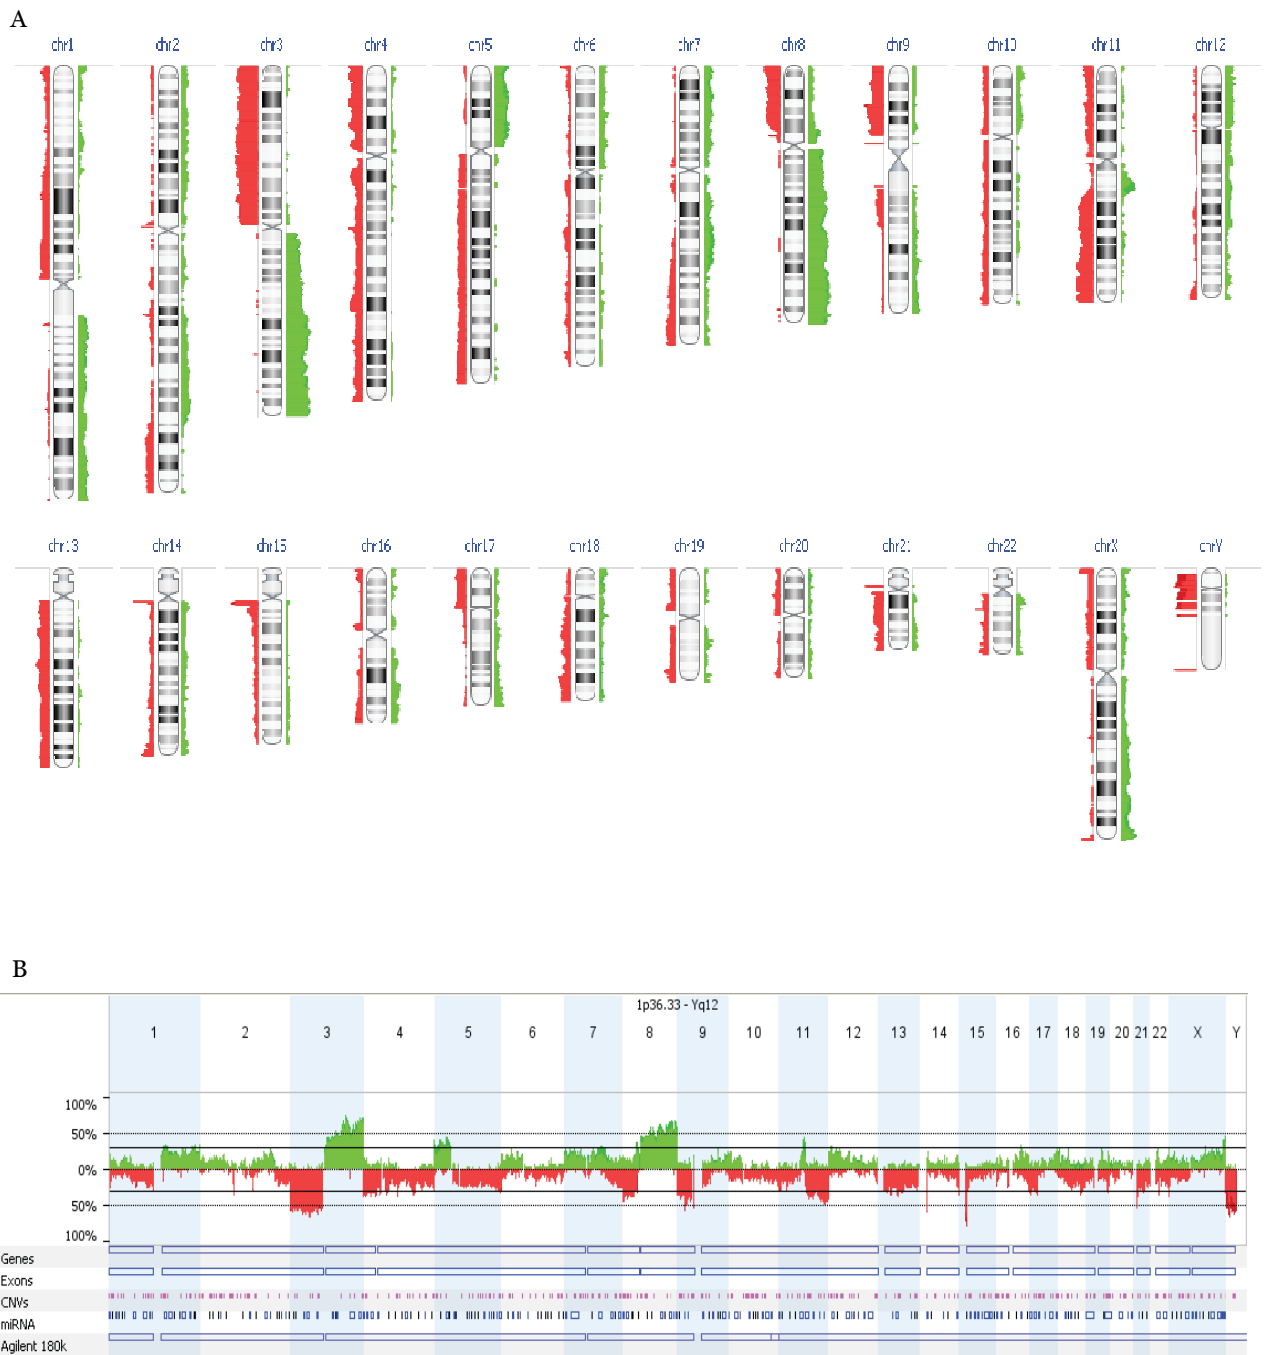 A
chr1 chr2 chr3 chr4 chr5 chr6 chr7 chr8 chr9 chr10 chr11 chr12
chr13 chr14 chr15 chr16 chr17 chr18 chr19 chr20 chr21 chr22 chrX chrY
B
1p36.33 - Yq12
1 2 3 4 5 6 7 8 9 10 11 12 13 14 15 16 17 18 19 20 21 22 X Y
100%
50%
0%
50%
100%
Genes
Exons
CNVs
miRNA
Agilent 180k